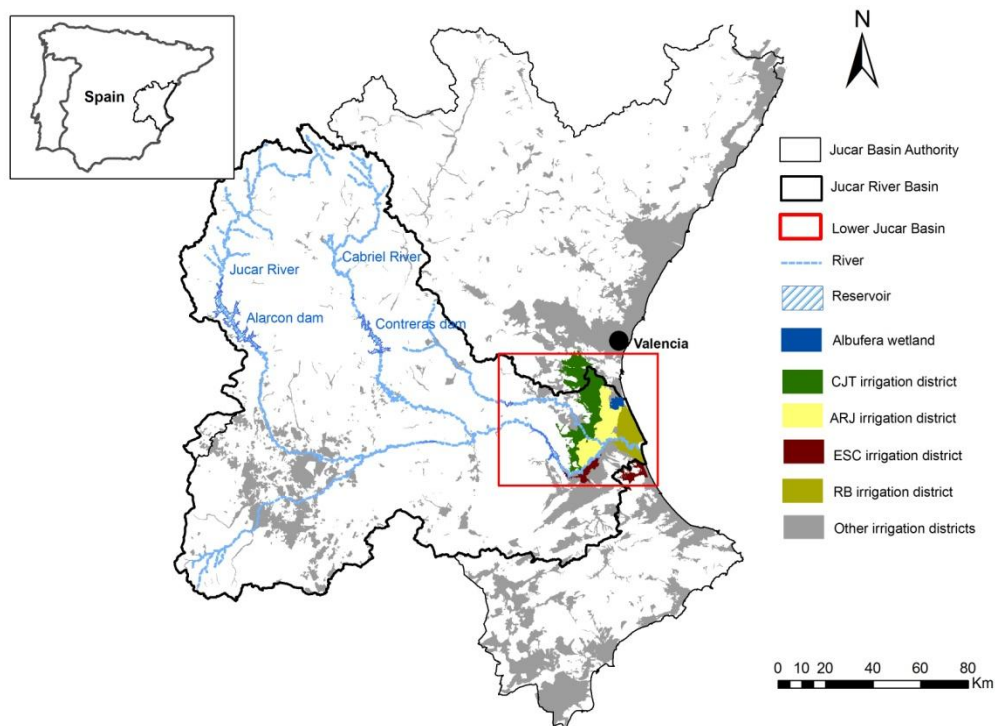 Spain
N
Jucar River
Cabriel River
Alarcon dam
Contreras dam
Valencia
Jucar Basin Authority
Jucar River Basin
Lower Jucar Basin
River
Reservoir
Albufera wetland
CJT irrigation district
ARJ irrigation district
ESC irrigation district
RB irrigation district
Other irrigation districts
0 10 20 40 60 80
Km